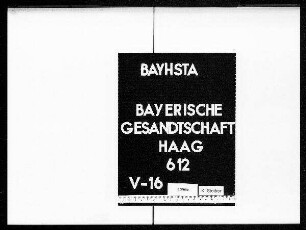 BAYHSTA
BAYERISCHE
GESANDTSCHAFT
HAAG
612
V-16